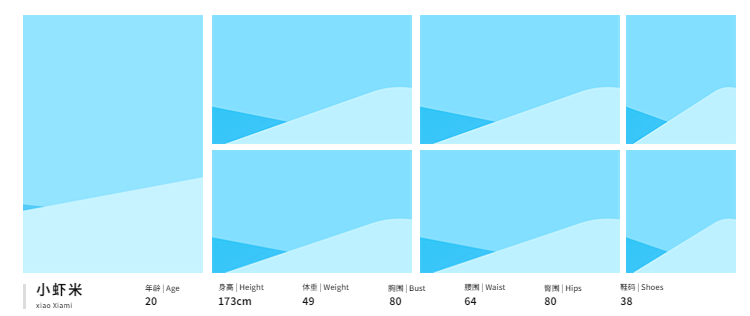 小虾米
xiao Xiami
年龄 | Age
20
身高 | Height
173cm
体重 | Weight
49
胸围 | Bust
80
腰围 | Waist
64
臀围 | Hips
80
鞋码 | Shoes
38